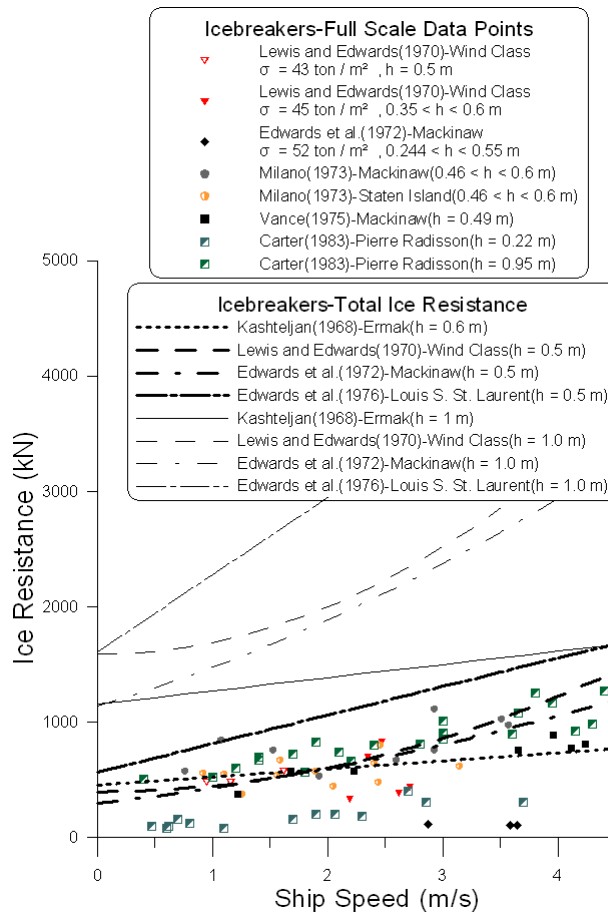 Icebreakers-Full Scale Data Points
Lewis and Edwards(1970)-Wind Class
σ = 43 ton / m² , h = 0.5 m
Lewis and Edwards(1970)-Wind Class
σ = 45 ton / m² , 0.35 < h < 0.6 m
Edwards et al.(1972)-Mackinaw
σ = 52 ton / m² , 0.244 < h < 0.55 m
Milano(1973)-Mackinaw(0.46 < h < 0.6 m)
Milano(1973)-Staten Island(0.46 < h < 0.6 m)
Vance(1975)-Mackinaw(h = 0.49 m)
Carter(1983)-Pierre Radisson(h = 0.22 m)
Carter(1983)-Pierre Radisson(h = 0.95 m)
Icebreakers-Total Ice Resistance
Kashteljan(1968)-Ermak(h = 0.6 m)
Lewis and Edwards(1970)-Wind Class(h = 0.5 m)
Edwards et al.(1972)-Mackinaw(h = 0.5 m)
Edwards et al.(1976)-Louis S. St. Laurent(h = 0.5 m)
Kashteljan(1968)-Ermak(h = 1 m)
Lewis and Edwards(1970)-Wind Class(h = 1.0 m)
Edwards et al.(1972)-Mackinaw(h = 1.0 m)
Edwards et al.(1976)-Louis S. St. Laurent(h = 1.0 m)
Ice Resistance (kN)
5000
4000
3000
2000
1000
0
0 1 2 3 4
Ship Speed (m/s)